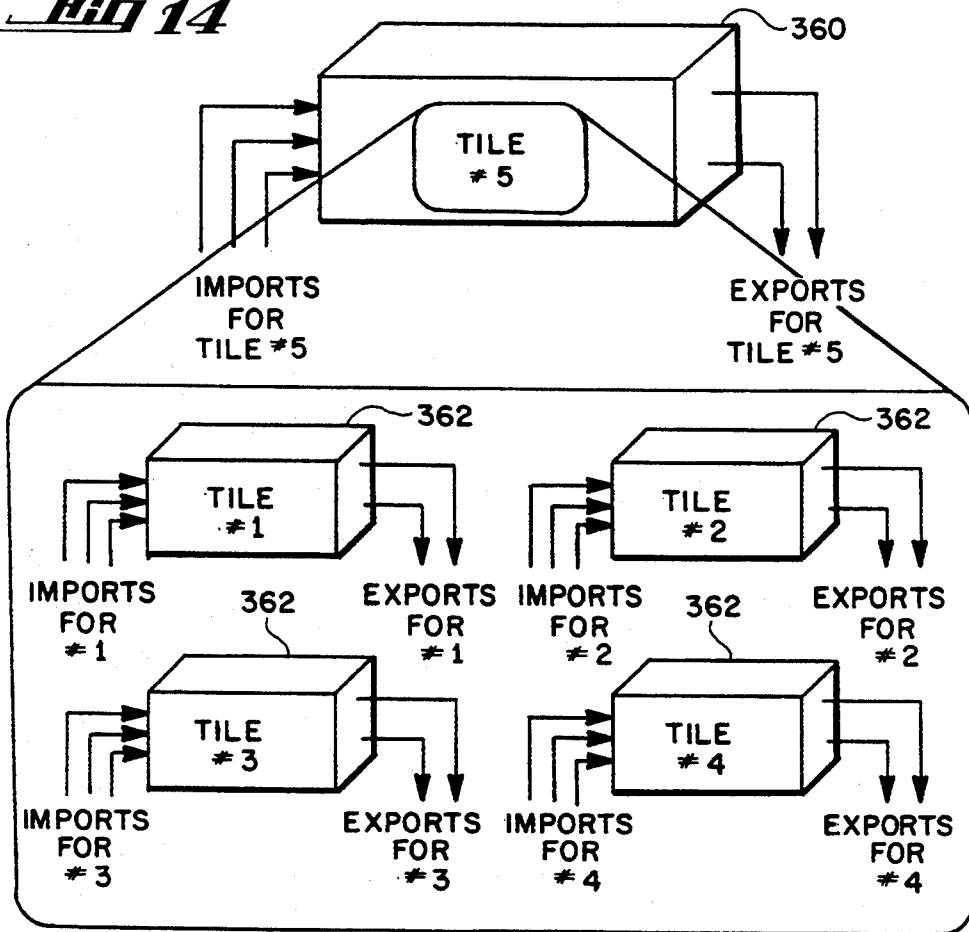 Fig 14
360
TILE
#5
IMPORTS
FOR
TILE #5
EXPORTS
FOR
TILE #5
362
362
TILE
#1
TILE
#2
IMPORTS
FOR
#1
EXPORTS
FOR
#1
IMPORTS
FOR
#2
EXPORTS
FOR
#2
362
362
TILE
#3
TILE
#4
IMPORTS
FOR
#3
EXPORTS
FOR
#3
IMPORTS
FOR
#4
EXPORTS
FOR
#4